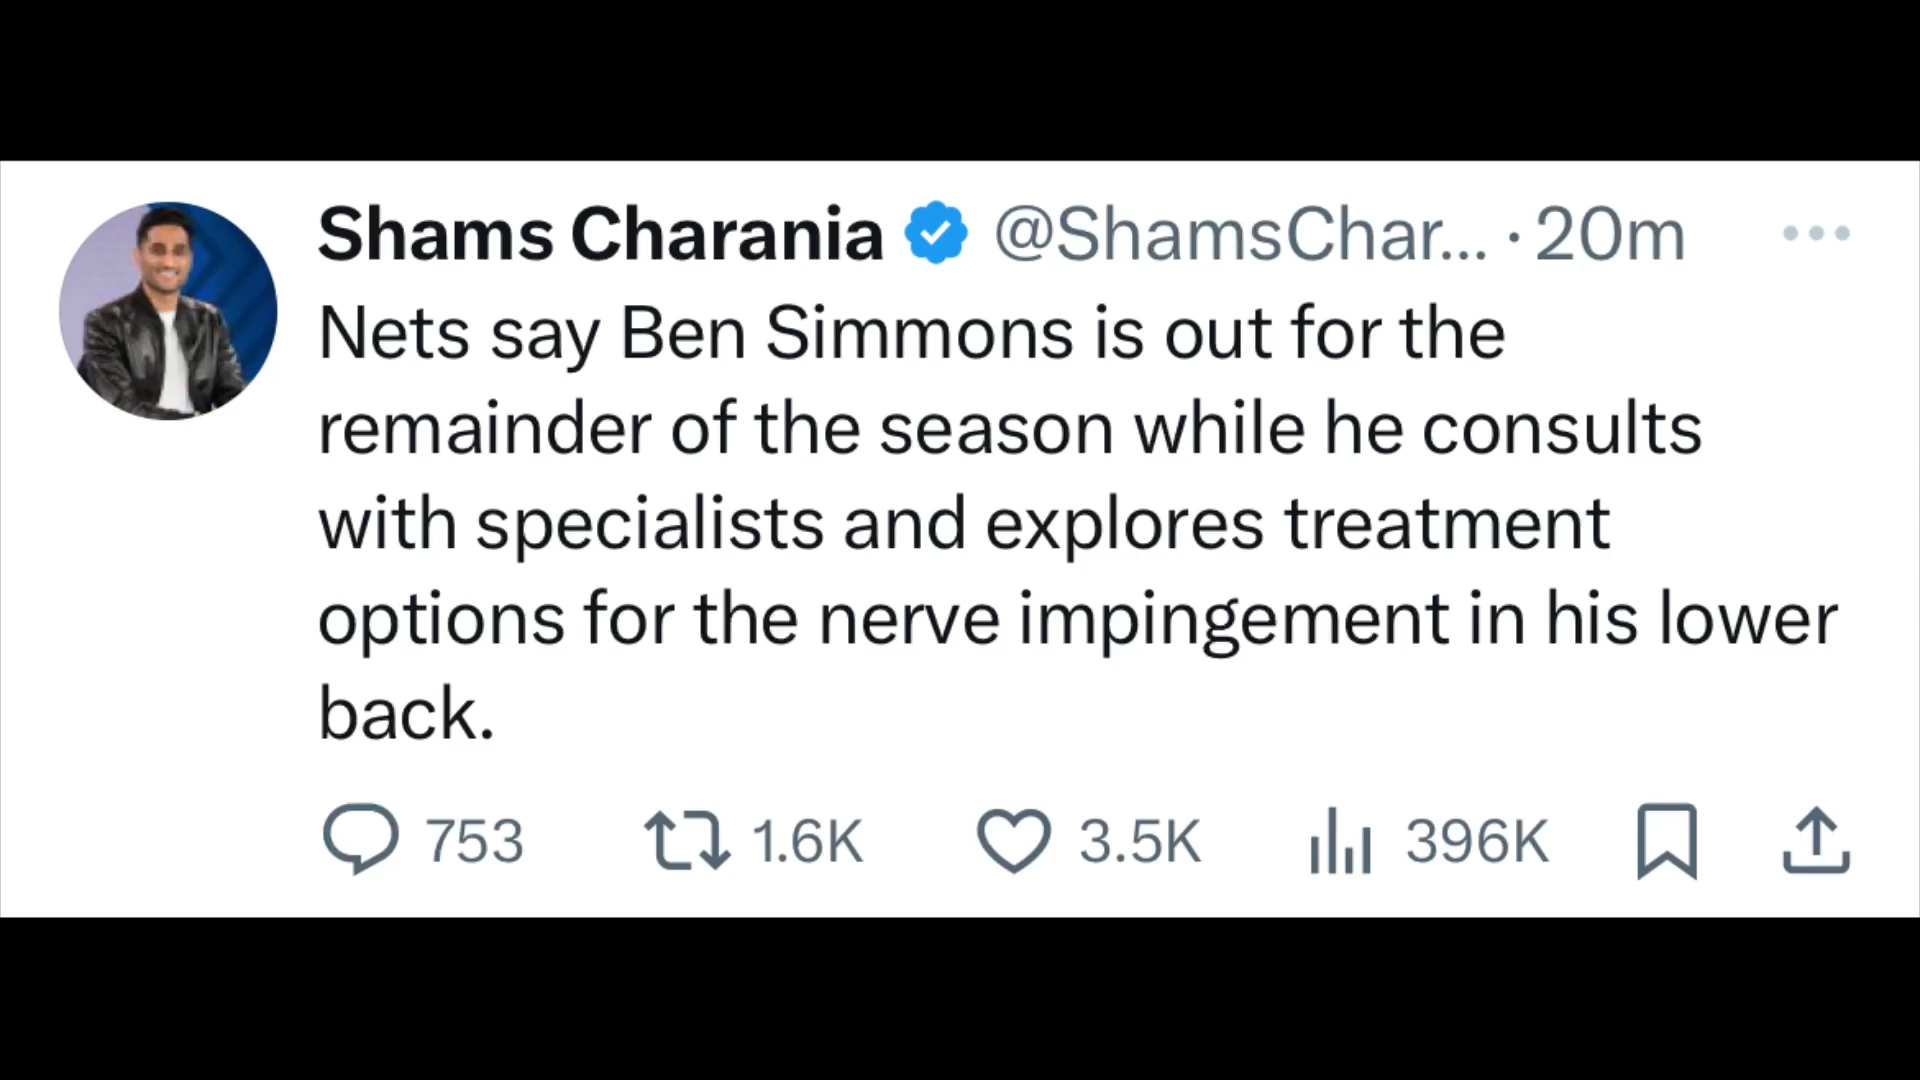 Shams Charania @ShamsChar... · 20m
Nets say Ben Simmons is out for the
remainder of the season while he consults
with specialists and explores treatment
options for the nerve impingement in his lower
back.
753 1.6K 3.5K 396K